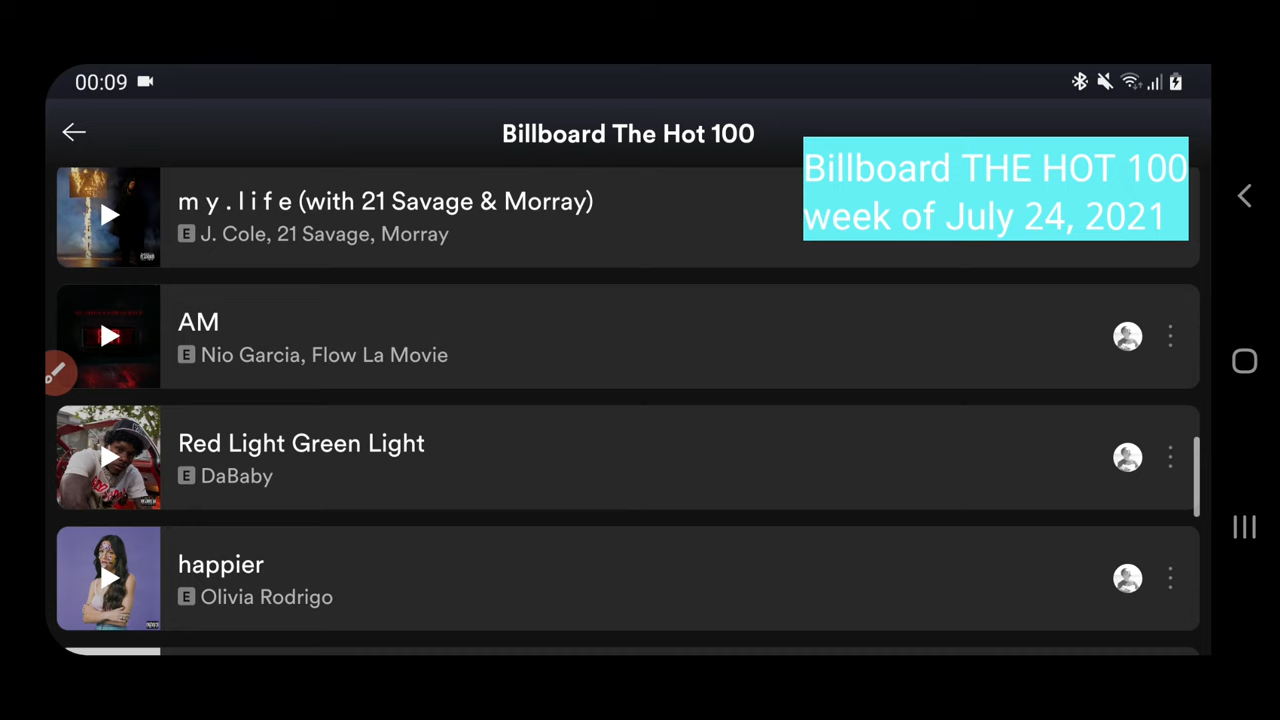 00:09
Billboard The Hot 100
Billboard THE HOT 100
week of July 24, 2021
m y . l i f e (with 21 Savage & Morray)
E J. Cole, 21 Savage, Morray
AM
E Nio Garcia, Flow La Movie
Red Light Green Light
E DaBaby
happier
E Olivia Rodrigo